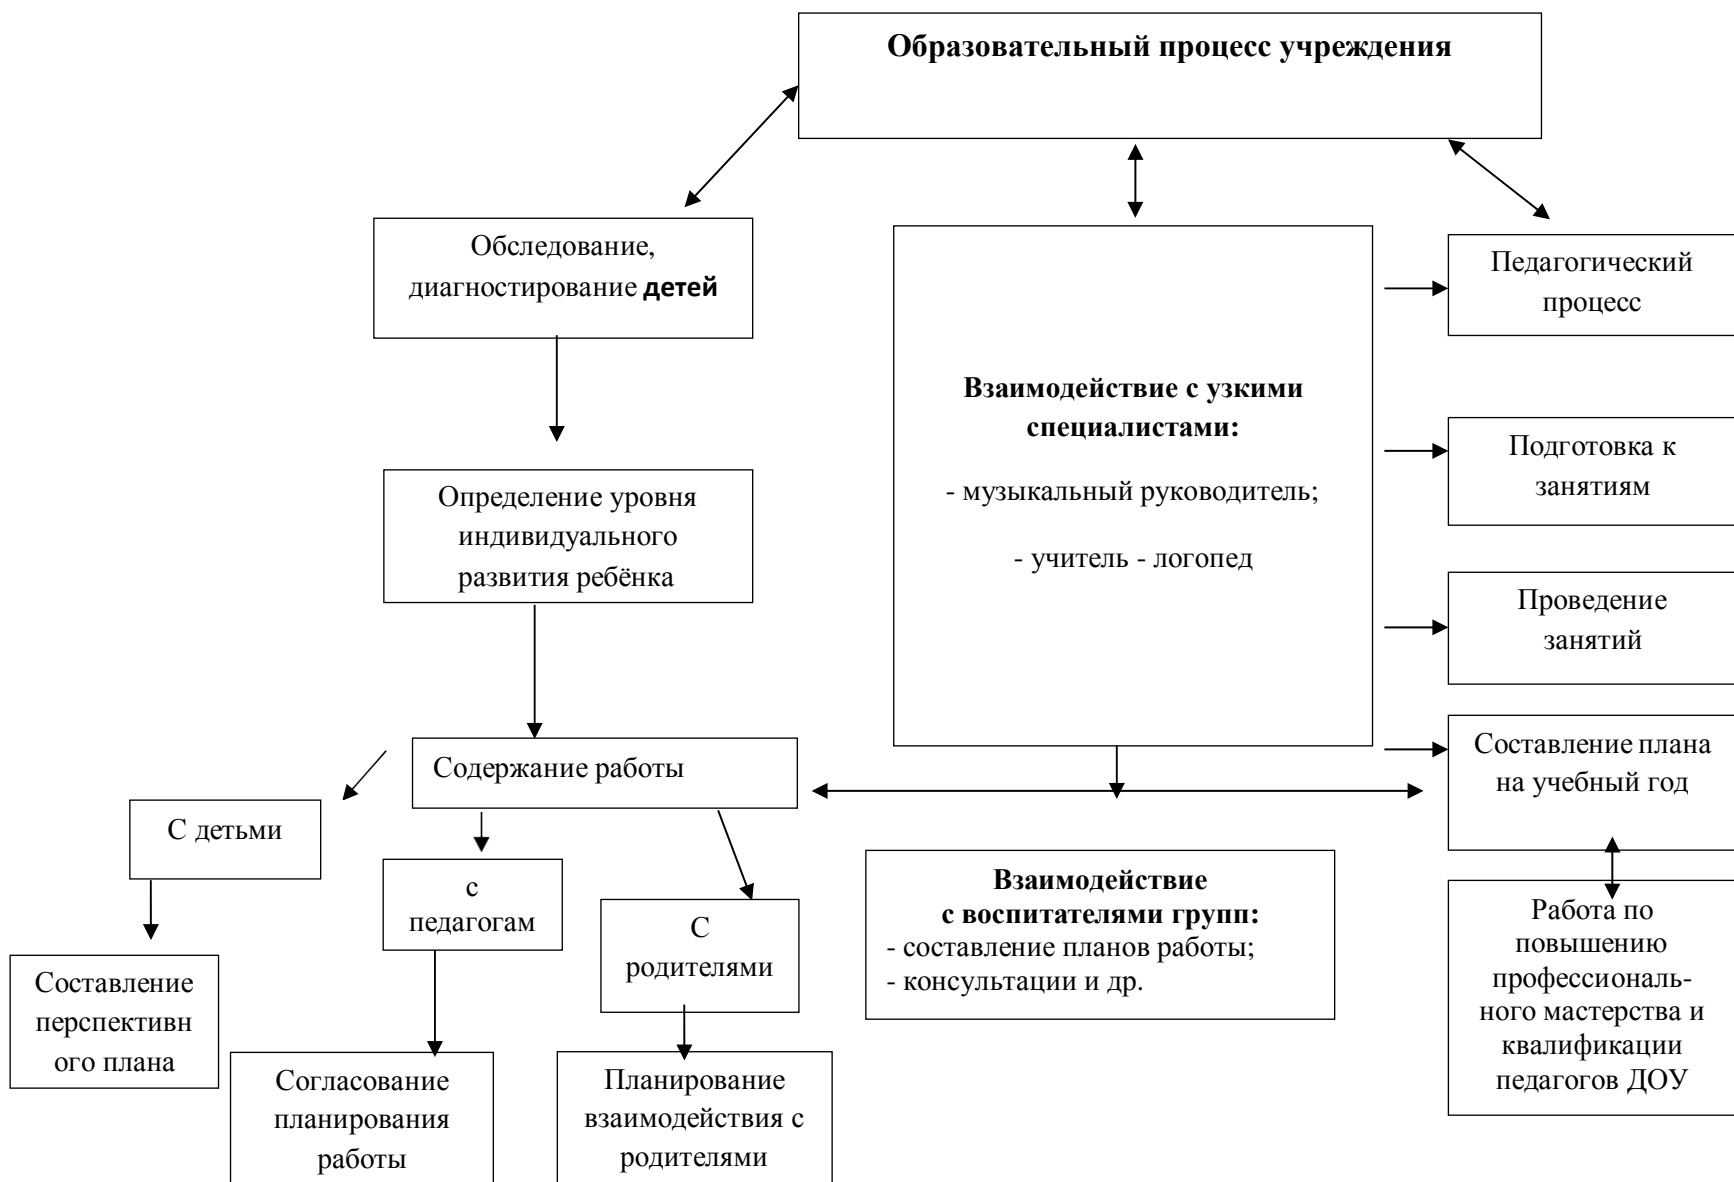 Образовательный процесс учреждения
Обследование,
диагностирование детей
Педагогический
процесс
Взаимодействие с узкими
специалистами:
- музыкальный руководитель;
- учитель - логопед
Подготовка к
занятиям
Определение уровня
индивидуального
развития ребёнка
Проведение
занятий
Содержание работы
Составление плана
на учебный год
С детьми
с
педагогам
С
родителями
Взаимодействие
с воспитателями групп:
- составление планов работы;
- консультации и др.
Работа по
повышению
профессиональ-
ного мастерства и
квалификации
педагогов ДОУ
Составление
перспективн
ого плана
Согласование
планирования
работы
Планирование
взаимодействия с
родителями